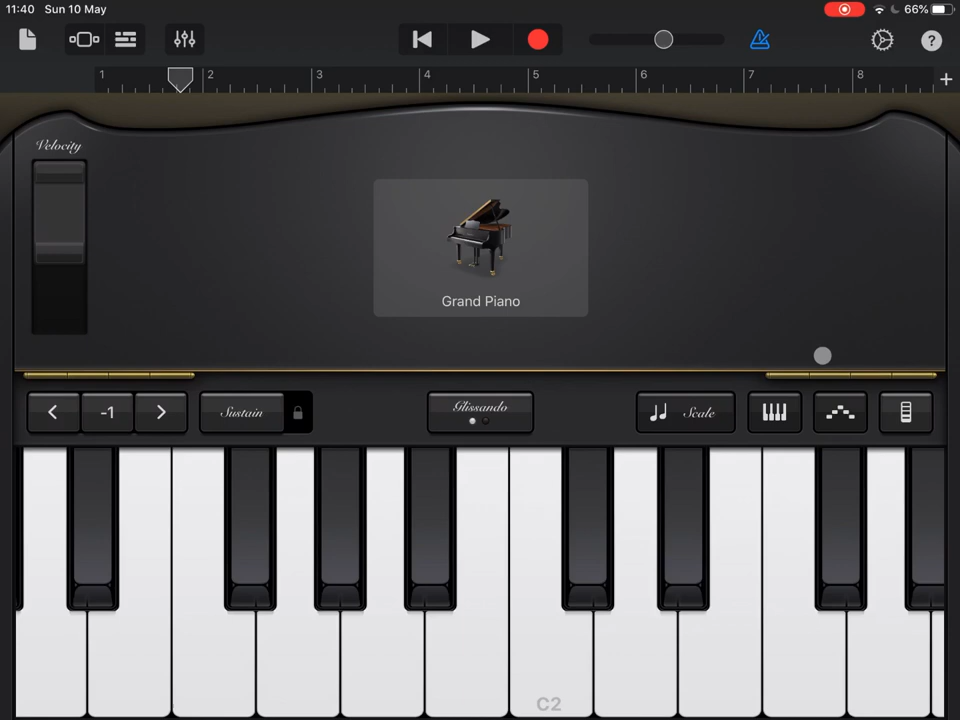 11:40 Sun 10 May 66%
1 2 3 4 5 6 7 8 +
Velocity
Grand Piano
-1 Sustain Glissando Scale
C2